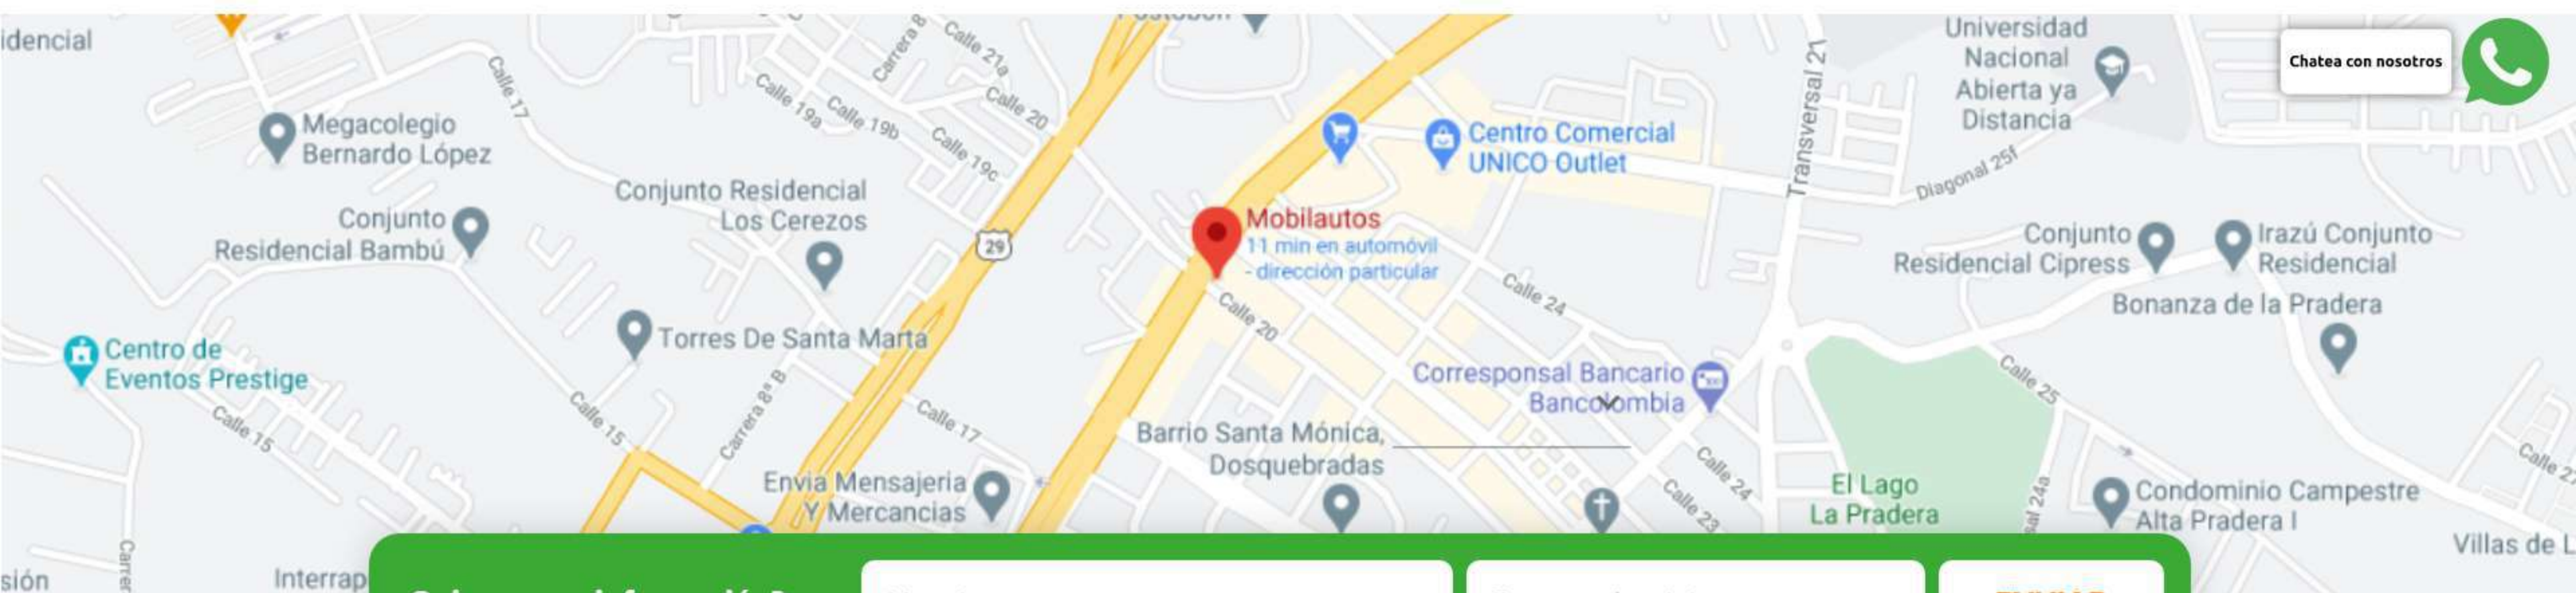 idencial
Carrera 8
Calle 21a
Universidad
Nacional
Abierta ya
Distancia
Chatea con nosotros
Calle 17
Transversal 21
Calle 19a
Calle 19b
Calle 20
Calle 19c
Megacolegio
Bernardo López
Centro Comercial
UNICO Outlet
Diagonal 25f
Conjunto Residencial
Los Cerezos
Conjunto
Residencial Bambú
29
Mobilautos
11 min en automóvil
- dirección particular
Conjunto
Residencial Cipress
Irazú Conjunto
Residencial
Calle 24
Calle 20
Bonanza de la Pradera
Torres De Santa Marta
Centro de
Eventos Prestige
Calle 15
Calle 15
Carrera 8ª B
Calle 17
Corresponsal Bancario
Bancolombia
Calle 25
Barrio Santa Mónica,
Dosquebradas
Calle 24
Calle 23
Envia Mensajeria
Y Mercancias
El Lago
La Pradera
sal 24a
Condominio Campestre
Alta Pradera I
Calle 27
Villas de L
Carrer
sión
Interrap